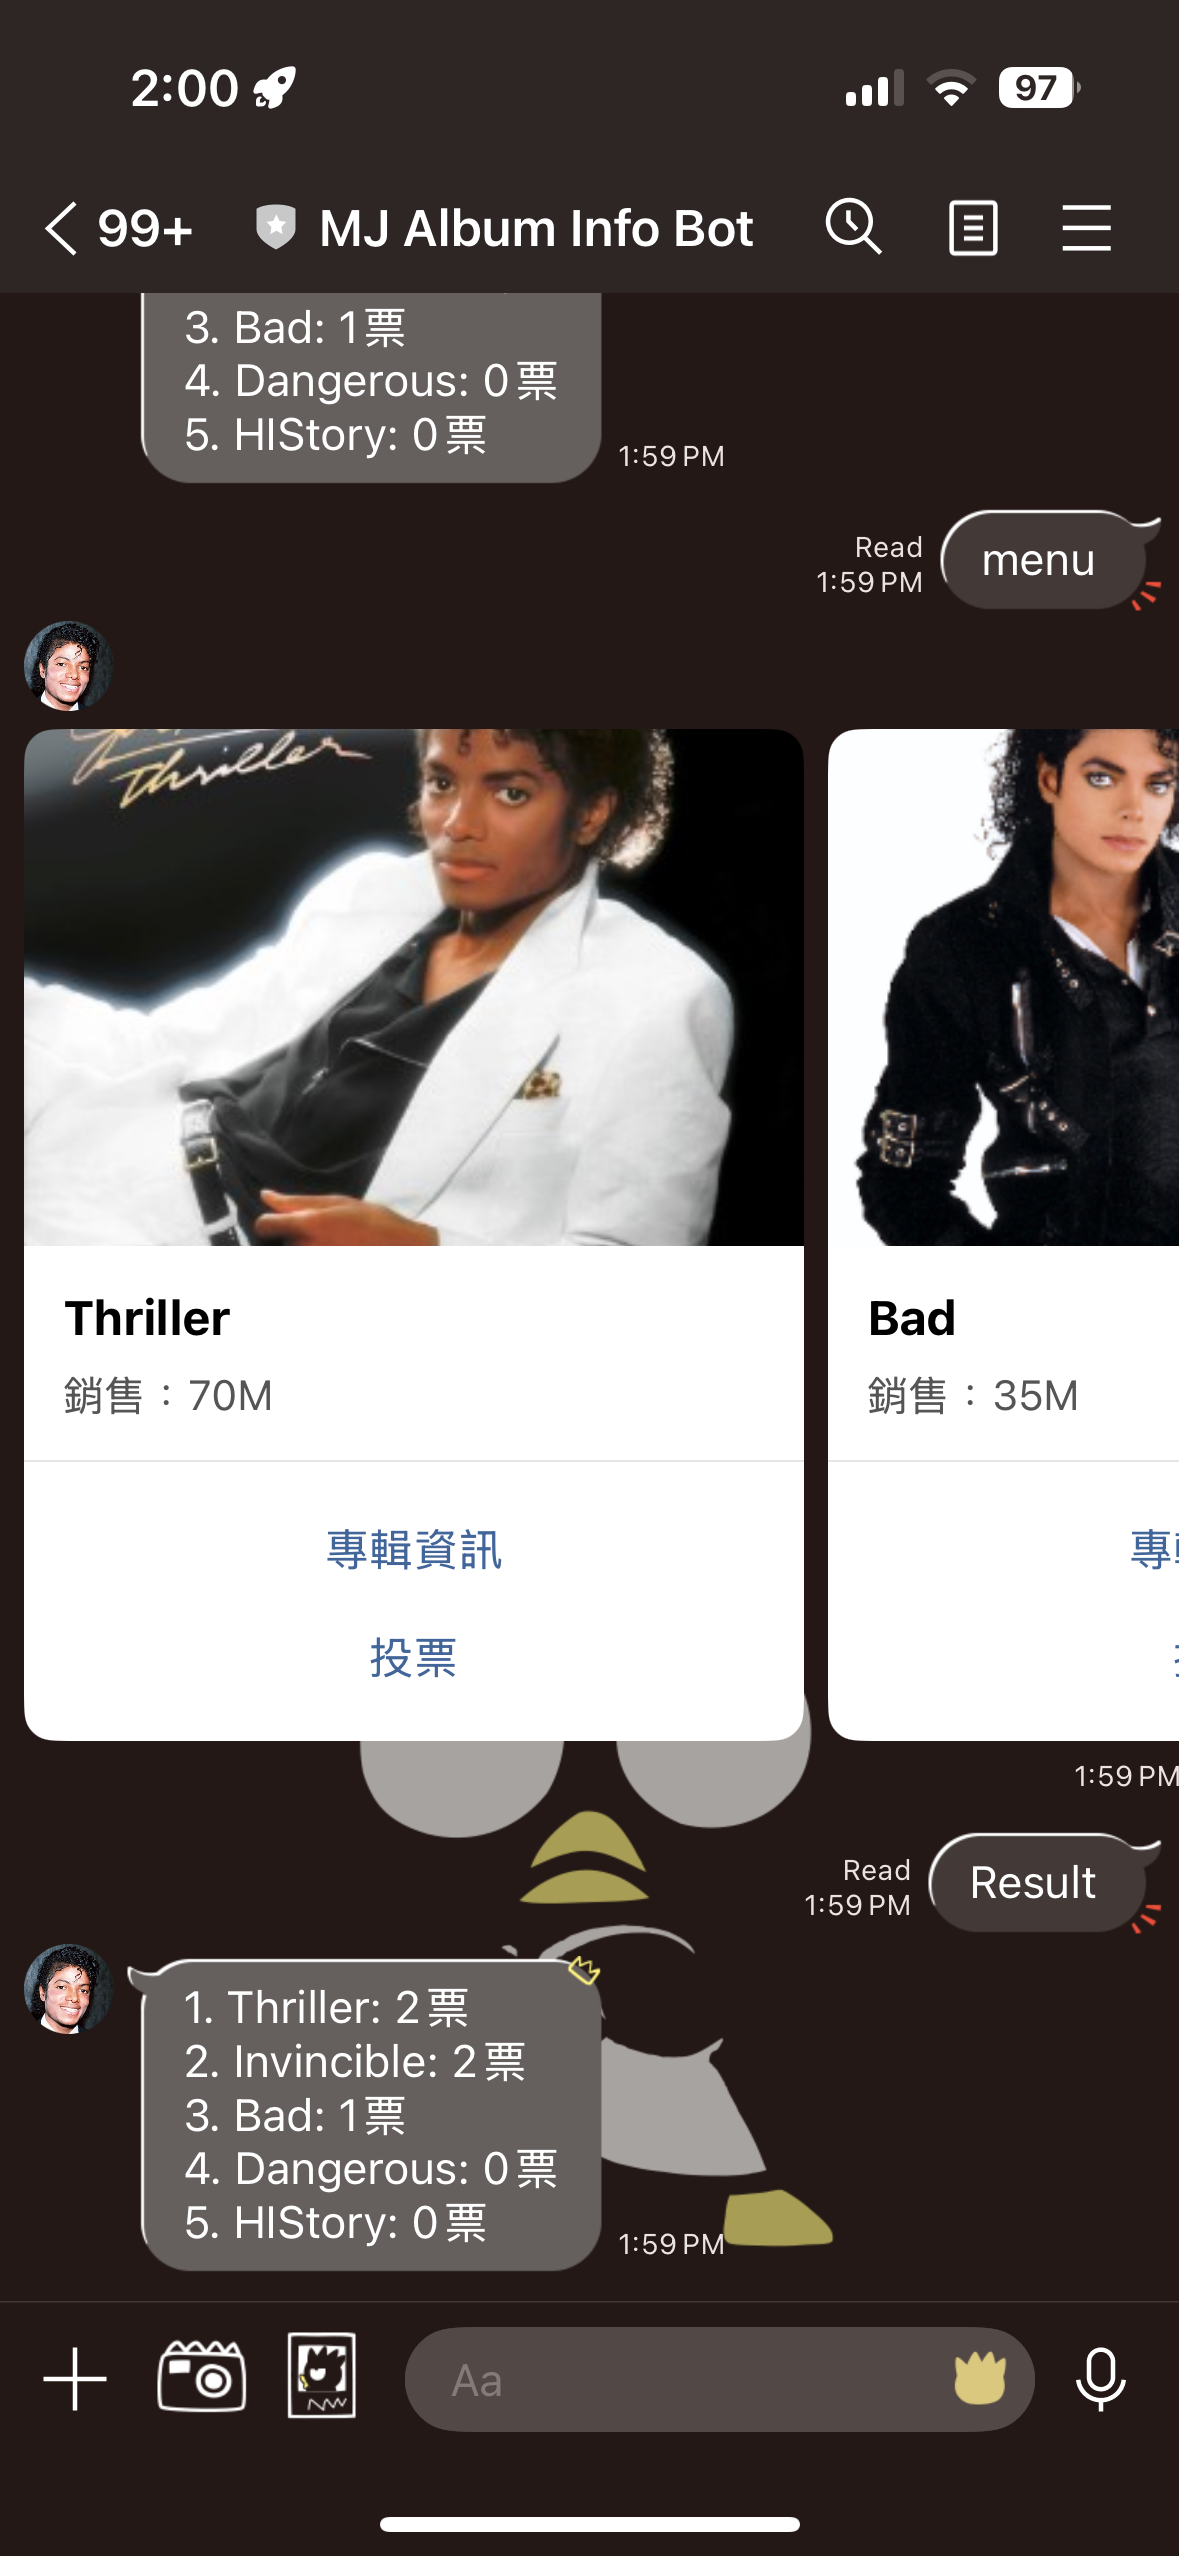 2:00
97
99+
MJ Album Info Bot
3. Bad: 1票
4. Dangerous: 0票
5. HIStory: 0票
1:59 PM
Read
1:59 PM
menu
Thriller
Thriller
銷售：70M
專輯資訊
投票
Bad
銷售：35M
專
1:59 PM
Read
1:59 PM
Result
1. Thriller: 2票
2. Invincible: 2票
3. Bad: 1票
4. Dangerous: 0票
5. HIStory: 0票
1:59 PM
Aa